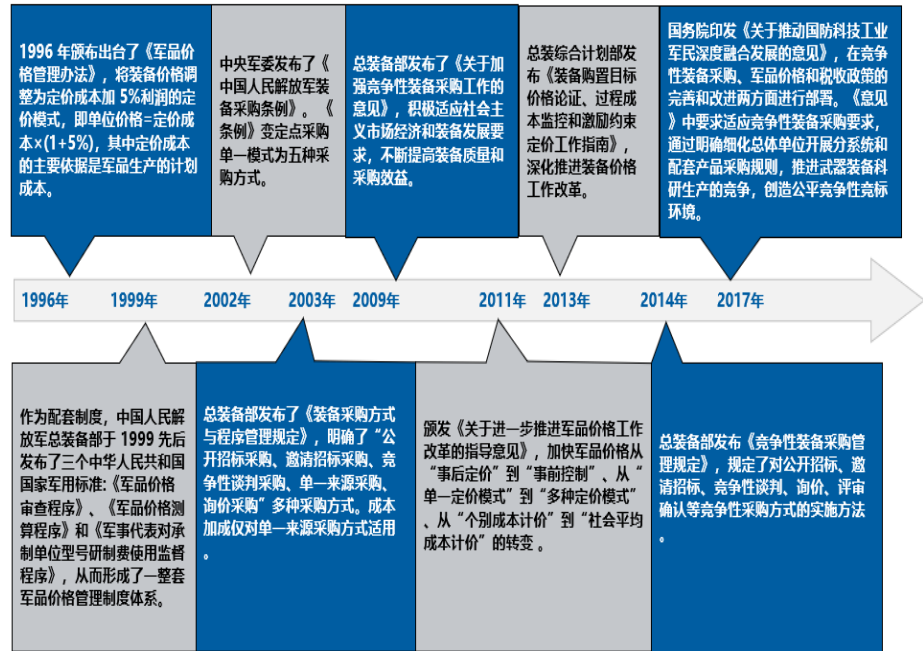 1996 年颁布出台了《军品价
格管理办法》，将装备价格调
整为定价成本加 5%利润的定
价模式，即单位价格=定价成
本×(1+5%)，其中定价成本
的主要依据是军品生产的计划
成本。
中央军委发布了《
中国人民解放军装
备采购条例》。《
条例》变定点采购
单一模式为五种采
购方式。
总装备部发布了《关于加
强竞争性装备采购工作的
意见》，积极适应社会主
义市场经济和装备发展要
求，不断提高装备质量和
采购效益。
总装综合计划部发
布《装备购置目标
价格论证、过程成
本监控和激励约束
定价工作指南》，
深化推进装备价格
工作改革。
国务院印发《关于推动国防科技工业
军民深度融合发展的意见》，在竞争
性装备采购、军品价格和税收政策的
完善和改进两方面进行部署。《意见
》中要求适应竞争性装备采购要求，
通过明确细化总体单位开展分系统和
配套产品采购规则，推进武器装备科
研生产的竞争，创造公平竞争性竞标
环境。
1996年 1999年 2002年 2003年 2009年 2011年 2013年 2014年 2017年
作为配套制度，中国人民解
放军总装备部于 1999 先后
发布了三个中华人民共和国
国家军用标准:《军品价格
审查程序》、《军品价格测
算程序》和《军事代表对承
制单位型号研制费使用监督
程序》，从而形成了一整套
军品价格管理制度体系。
总装备部发布了《装备采购方式
与程序管理规定》，明确了“公
开招标采购、邀请招标采购、竞
争性谈判采购、单一来源采购、
询价采购”多种采购方式。成本
加成仅对单一来源采购方式适用
。
颁发《关于进一步推进军品价格工作
改革的指导意见》，加快军品价格从
“事后定价”到“事前控制”、从“
单一定价模式”到“多种定价模式”
、从“个别成本计价”到“社会平均
成本计价”的转变 。
总装备部发布《竞争性装备采购管
理规定》，规定了对公开招标、邀
请招标、竞争性谈判、询价、评审
确认等竞争性采购方式的实施方法
。